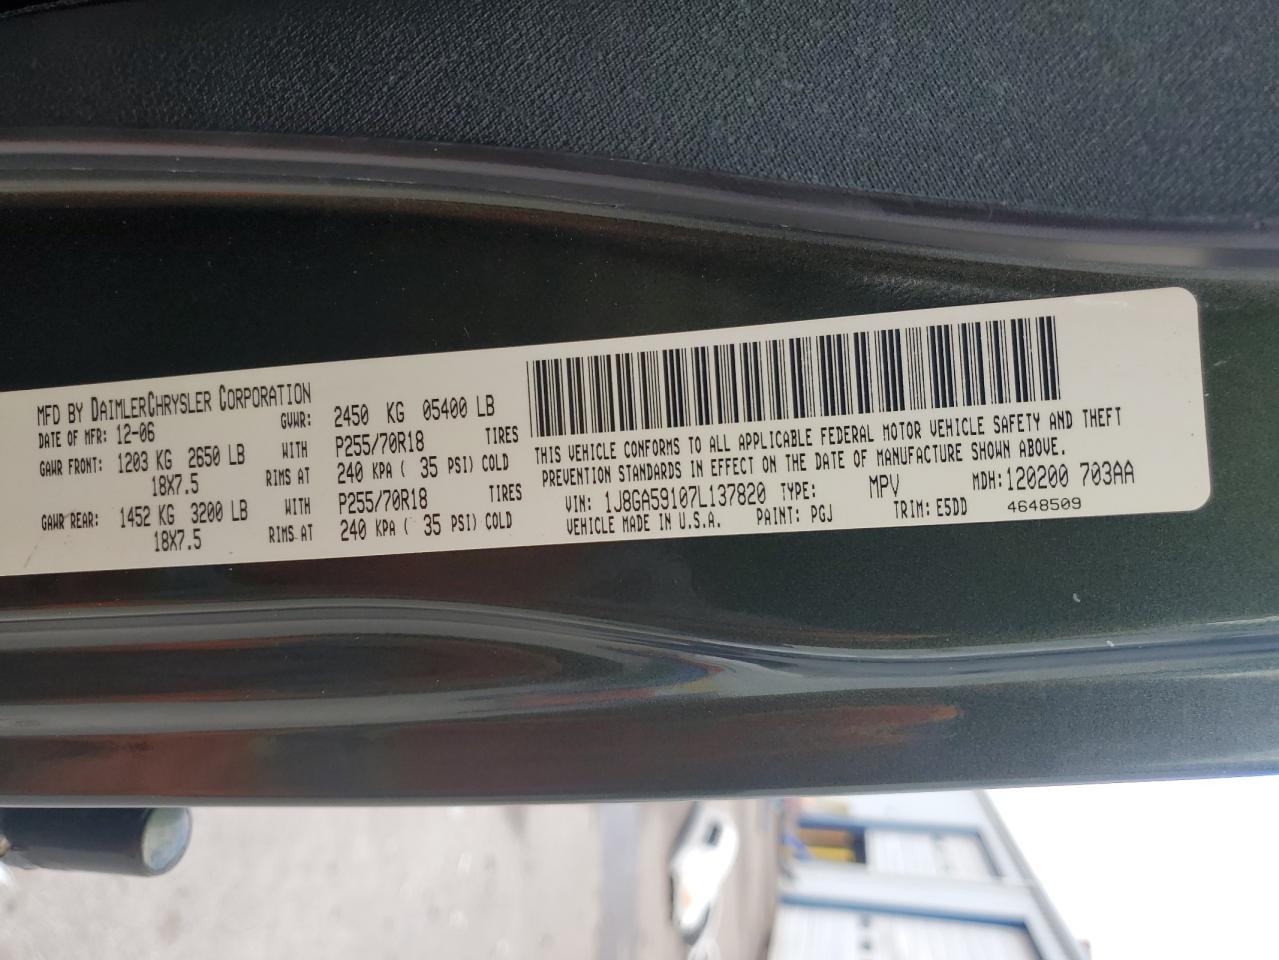 MFD BY DAIMLERCHRYSLER CORPORATION
DATE OF MFR: 12-06 GVWR: 2450 KG 05400 LB
GAWR FRONT: 1203 KG 2650 LB WITH P255/70R18 TIRES
18X7.5 RIMS AT 240 KPA ( 35 PSI) COLD
GAWR REAR: 1452 KG 3200 LB WITH P255/70R18 TIRES
18X7.5 RIMS AT 240 KPA ( 35 PSI) COLD
THIS VEHICLE CONFORMS TO ALL APPLICABLE FEDERAL MOTOR VEHICLE SAFETY AND THEFT
PREVENTION STANDARDS IN EFFECT ON THE DATE OF MANUFACTURE SHOWN ABOVE.
VIN: 1J8GA59107L137820 TYPE: MPV MDH: 120200 703AA
VEHICLE MADE IN U.S.A. PAINT: PGJ TRIM: E5DD 4648509